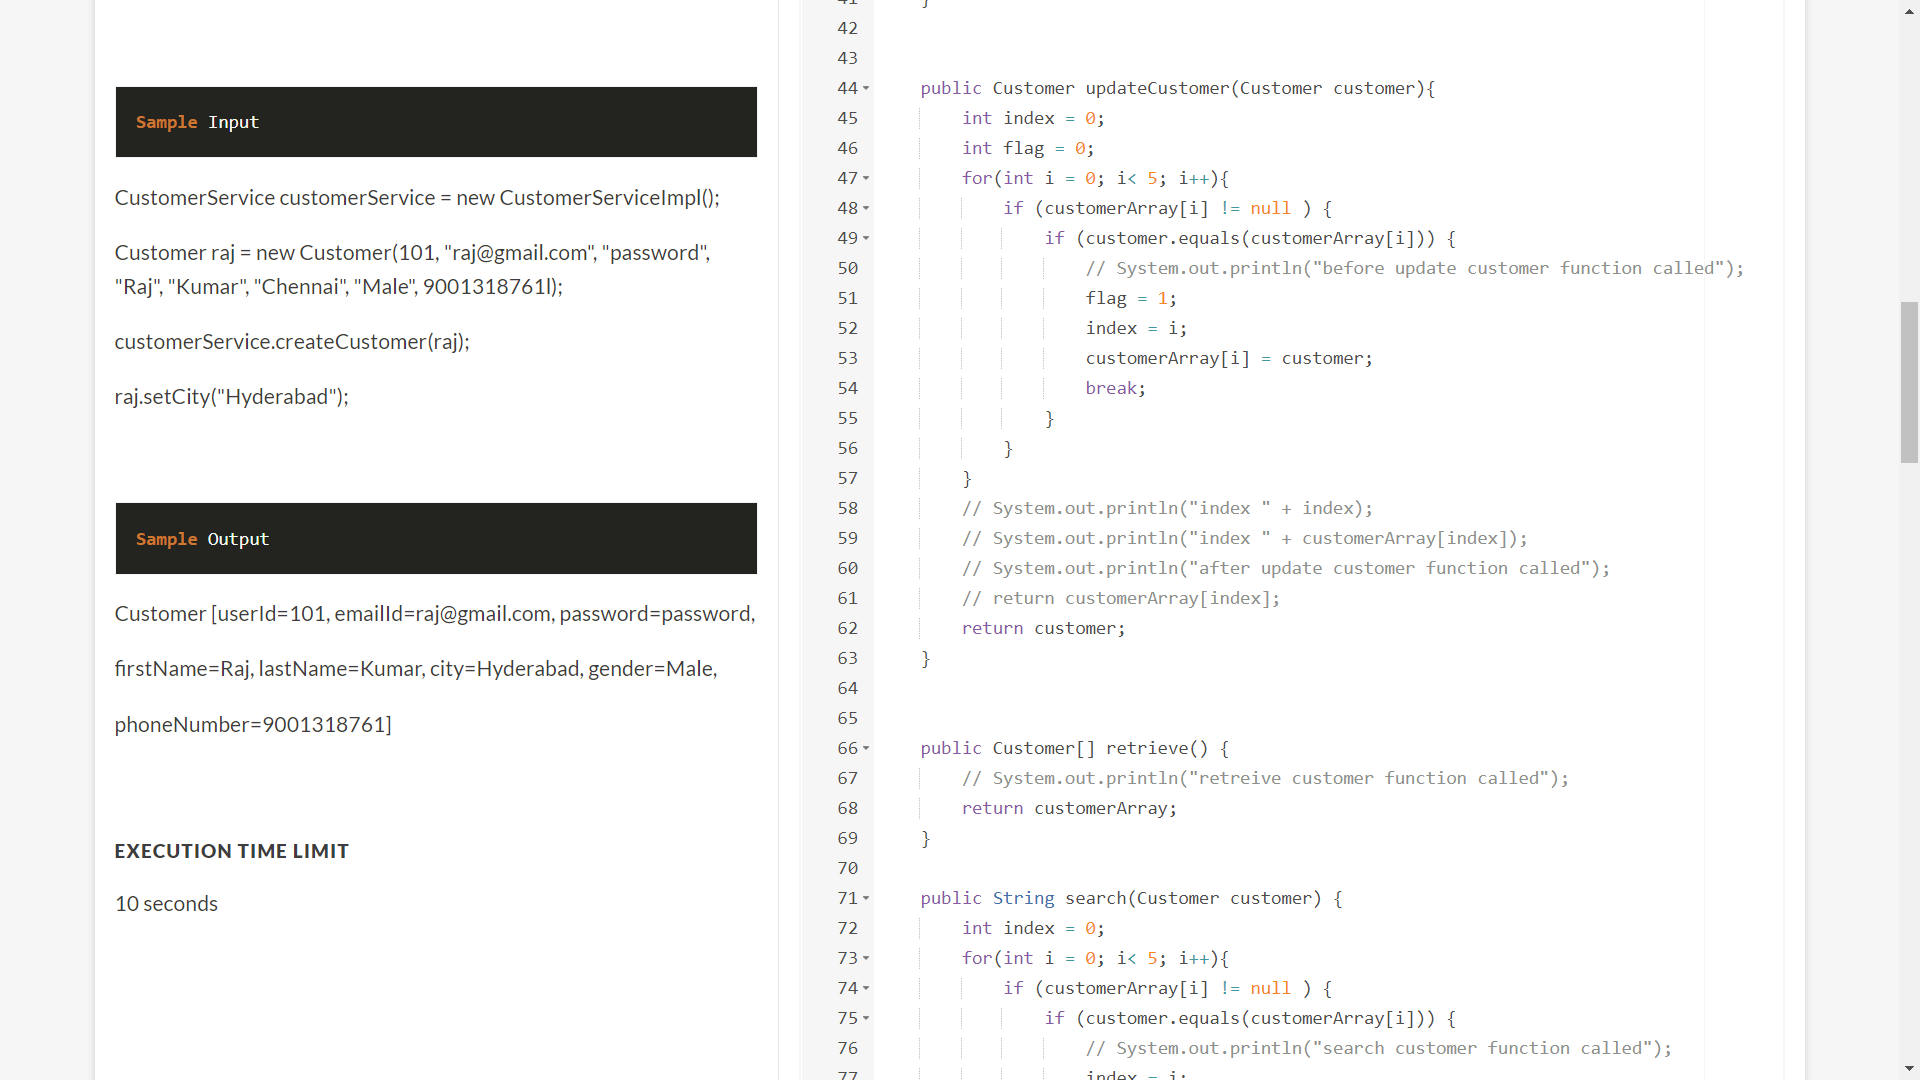 Sample Input
CustomerService customerService = new CustomerServiceImpl();
Customer raj = new Customer(101, "raj@gmail.com", "password",
"Raj", "Kumar", "Chennai", "Male", 9001318761l);
customerService.createCustomer(raj);
raj.setCity("Hyderabad");
Sample Output
Customer [userId=101, emailId=raj@gmail.com, password=password,
firstName=Raj, lastName=Kumar, city=Hyderabad, gender=Male,
phoneNumber=9001318761]
EXECUTION TIME LIMIT
10 seconds
41 }
42
43
44 public Customer updateCustomer(Customer customer){
45 int index = 0;
46 int flag = 0;
47 for(int i = 0; i< 5; i++){
48 if (customerArray[i] != null ) {
49 if (customer.equals(customerArray[i])) {
50 // System.out.println("before update customer function called");
51 flag = 1;
52 index = i;
53 customerArray[i] = customer;
54 break;
55 }
56 }
57 }
58 // System.out.println("index " + index);
59 // System.out.println("index " + customerArray[index]);
60 // System.out.println("after update customer function called");
61 // return customerArray[index];
62 return customer;
63 }
64
65
66 public Customer[] retrieve() {
67 // System.out.println("retreive customer function called");
68 return customerArray;
69 }
70
71 public String search(Customer customer) {
72 int index = 0;
73 for(int i = 0; i< 5; i++){
74 if (customerArray[i] != null ) {
75 if (customer.equals(customerArray[i])) {
76 // System.out.println("search customer function called");
77 index = i;